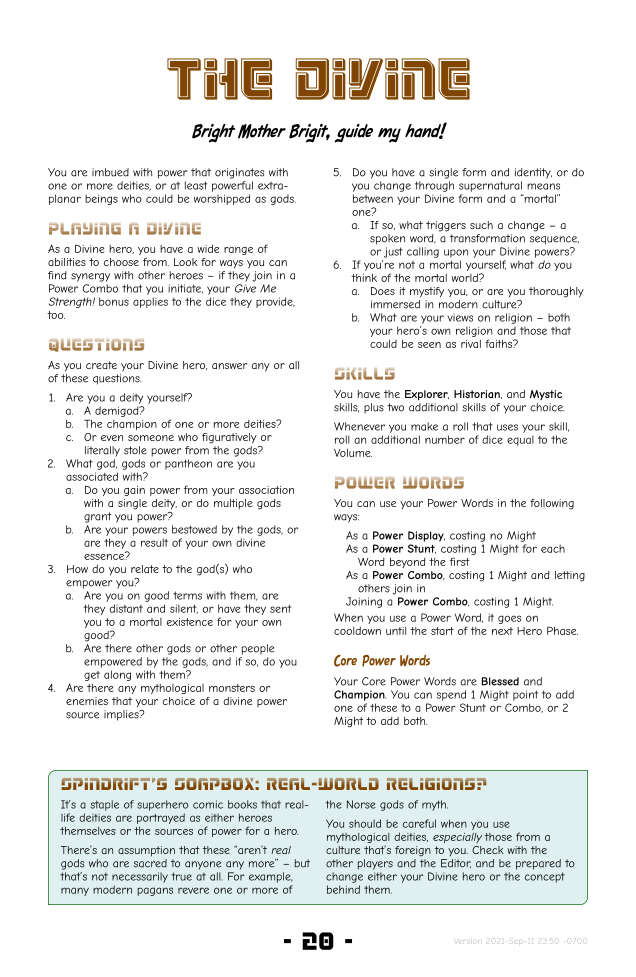 THE DIVINE
Bright Mother Brigit, guide my hand!
You are imbued with power that originates with
one or more deities, or at least powerful extra-
planar beings who could be worshipped as gods.
PLAYING A DIVINE
As a Divine hero, you have a wide range of
abilities to choose from. Look for ways you can
find synergy with other heroes – if they join in a
Power Combo that you initiate, your Give Me
Strength! bonus applies to the dice they provide,
too.
QUESTIONS
As you create your Divine hero, answer any or all
of these questions.
1. Are you a deity yourself?
a. A demigod?
b. The champion of one or more deities?
c. Or even someone who figuratively or
literally stole power from the gods?
2. What god, gods or pantheon are you
associated with?
a. Do you gain power from your association
with a single deity, or do multiple gods
grant you power?
b. Are your powers bestowed by the gods, or
are they a result of your own divine
essence?
3. How do you relate to the god(s) who
empower you?
a. Are you on good terms with them, are
they distant and silent, or have they sent
you to a mortal existence for your own
good?
b. Are there other gods or other people
empowered by the gods, and if so, do you
get along with them?
4. Are there any mythological monsters or
enemies that your choice of a divine power
source implies?
5. Do you have a single form and identity, or do
you change through supernatural means
between your Divine form and a “mortal”
one?
a. If so, what triggers such a change – a
spoken word, a transformation sequence,
or just calling upon your Divine powers?
6. If you're not a mortal yourself, what do you
think of the mortal world?
a. Does it mystify you, or are you thoroughly
immersed in modern culture?
b. What are your views on religion – both
your hero's own religion and those that
could be seen as rival faiths?
SKILLS
You have the Explorer, Historian, and Mystic
skills, plus two additional skills of your choice.
Whenever you make a roll that uses your skill,
roll an additional number of dice equal to the
Volume.
POWER WORDS
You can use your Power Words in the following
ways:
As a Power Display, costing no Might
As a Power Stunt, costing 1 Might for each
Word beyond the first
As a Power Combo, costing 1 Might and letting
others join in
Joining a Power Combo, costing 1 Might.
When you use a Power Word, it goes on
cooldown until the start of the next Hero Phase.
Core Power Words
Your Core Power Words are Blessed and
Champion. You can spend 1 Might point to add
one of these to a Power Stunt or Combo, or 2
Might to add both.
SPINDRIFT'S SOAPBOX: REAL-WORLD RELIGIONS?
It's a staple of superhero comic books that real-
life deities are portrayed as either heroes
themselves or the sources of power for a hero.
There's an assumption that these “aren't real
gods who are sacred to anyone any more” – but
that's not necessarily true at all. For example,
many modern pagans revere one or more of
the Norse gods of myth.
You should be careful when you use
mythological deities, especially those from a
culture that's foreign to you. Check with the
other players and the Editor, and be prepared to
change either your Divine hero or the concept
behind them.
- 20 -
Version 2021-Sep-11 23:50 -0700